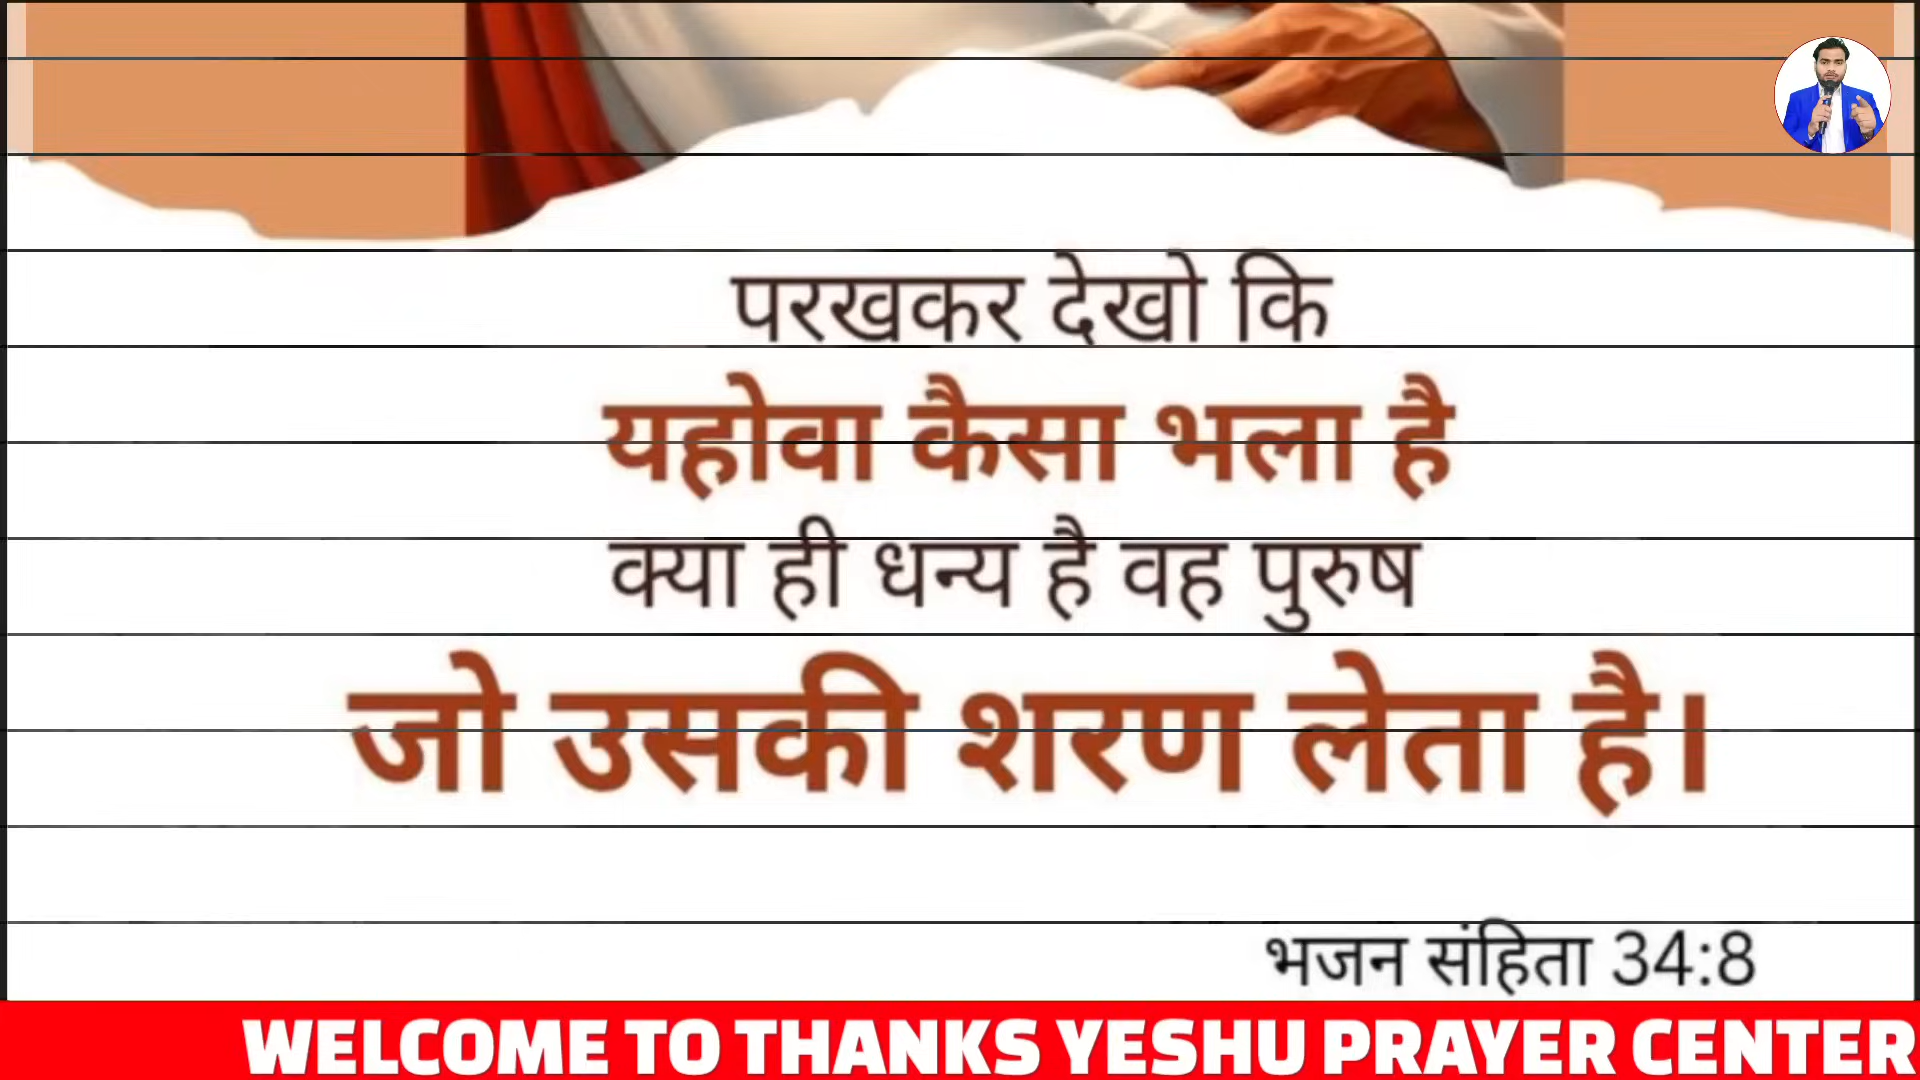 परखकर देखो कि
यहोवा कैसा भला है
क्या ही धन्य है वह पुरुष
जो उसकी शरण लेता है।
भजन संहिता 34:8
WELCOME TO THANKS YESHU PRAYER CENTER